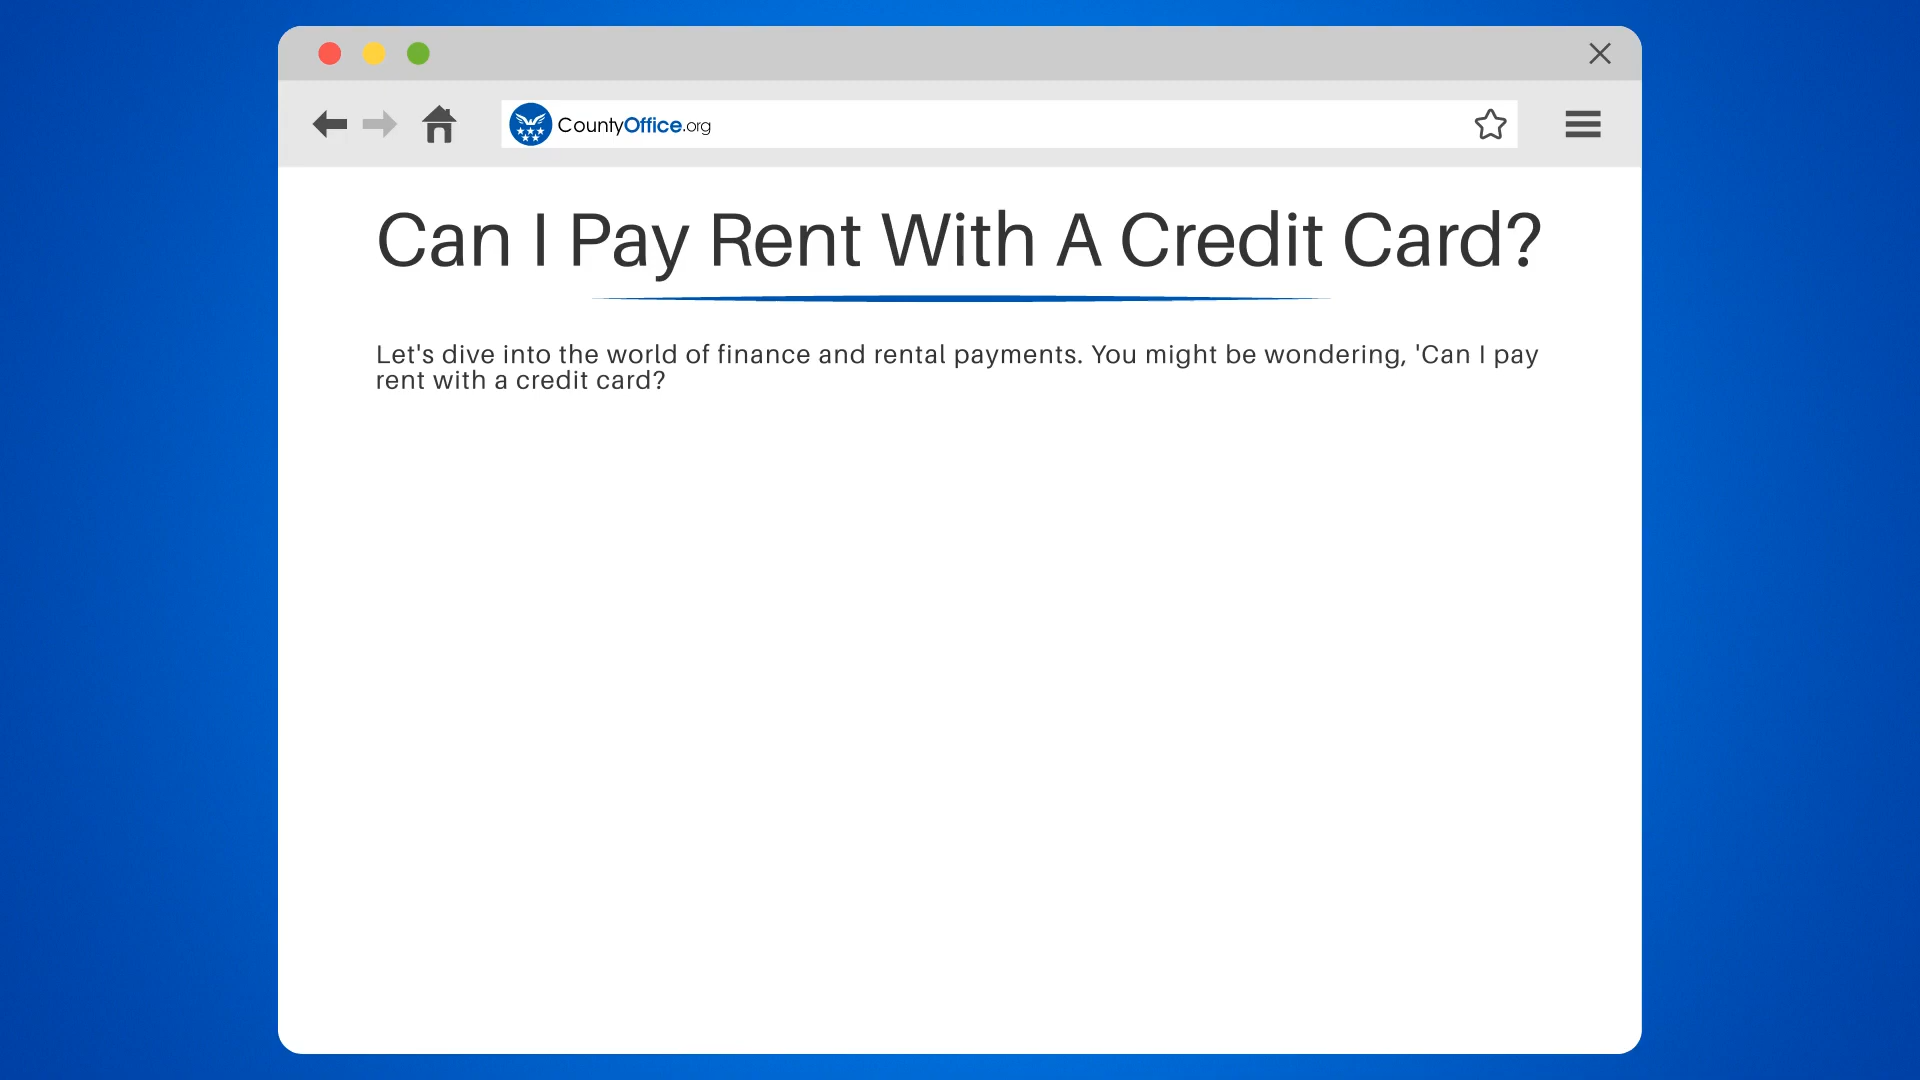 CountyOffice.org
Can I Pay Rent With A Credit Card?
Let's dive into the world of finance and rental payments. You might be wondering, 'Can I pay
rent with a credit card?